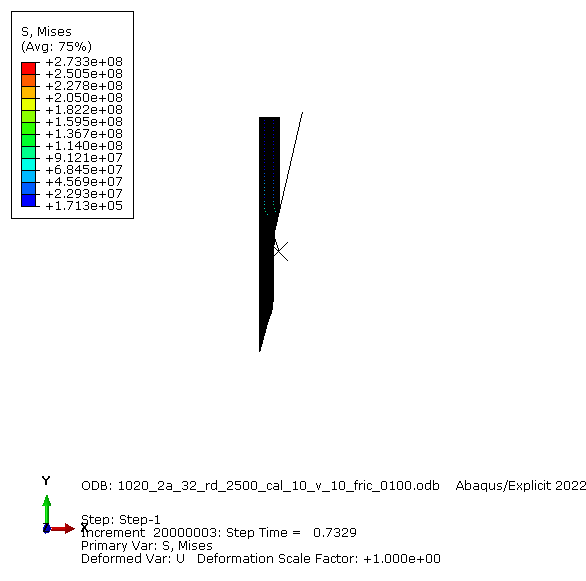 S, Mises
(Avg: 75%)
+2.733e+08
+2.505e+08
+2.278e+08
+2.050e+08
+1.822e+08
+1.595e+08
+1.367e+08
+1.140e+08
+9.121e+07
+6.845e+07
+4.569e+07
+2.293e+07
+1.713e+05
Y
ODB: 1020_2a_32_rd_2500_cal_10_v_10_fric_0100.odb Abaqus/Explicit 2022
Step: Step-1
Z X
Increment 20000003: Step Time = 0.7329
Primary Var: S, Mises
Deformed Var: U Deformation Scale Factor: +1.000e+00